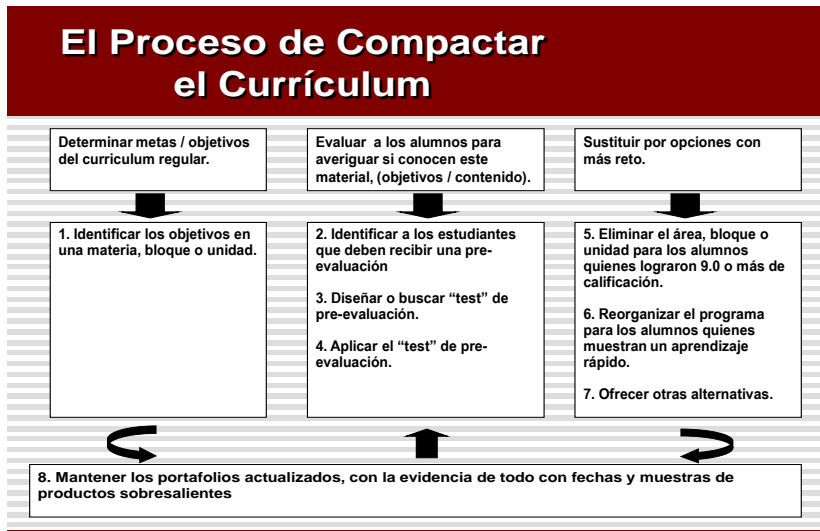 El Proceso de Compactar
el Currículum
Determinar metas / objetivos
del curriculum regular.
Evaluar a los alumnos para
averiguar si conocen este
material, (objetivos / contenido).
Sustituir por opciones con
más reto.
1. Identificar los objetivos en
una materia, bloque o unidad.
2. Identificar a los estudiantes
que deben recibir una pre-
evaluación
3. Diseñar o buscar “test” de
pre-evaluación.
4. Aplicar el “test” de pre-
evaluación.
5. Eliminar el área, bloque o
unidad para los alumnos
quienes lograron 9.0 o más de
calificación.
6. Reorganizar el programa
para los alumnos quienes
muestran un aprendizaje
rápido.
7. Ofrecer otras alternativas.
8. Mantener los portafolios actualizados, con la evidencia de todo con fechas y muestras de
productos sobresalientes